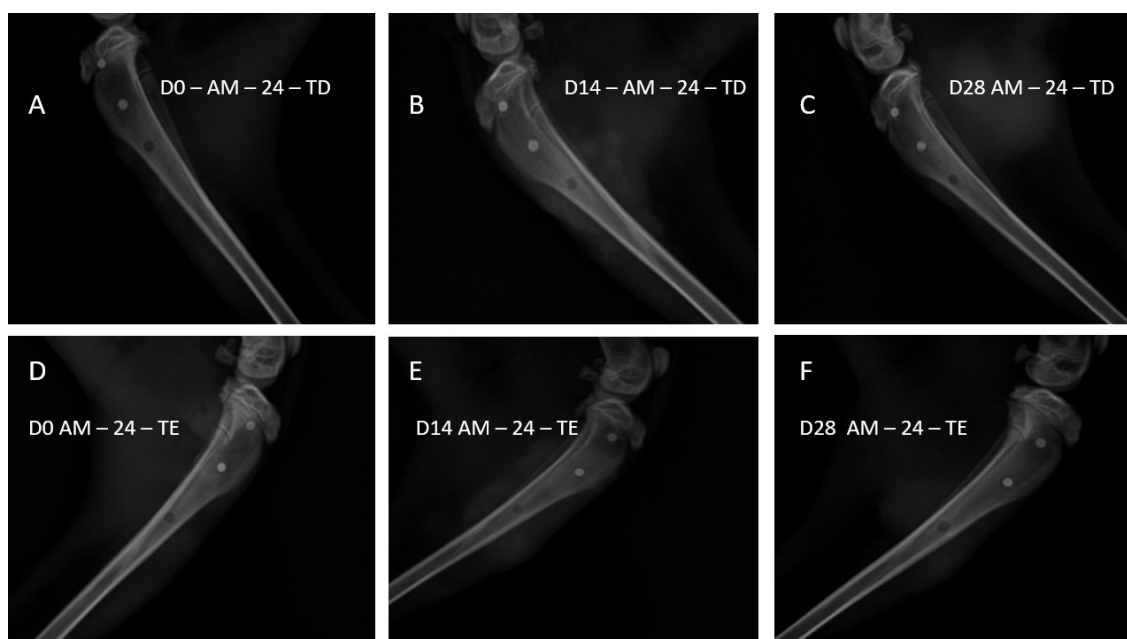 A
D0 – AM – 24 – TD
B
D14 – AM – 24 – TD
C
D28 AM – 24 – TD
D
D0 AM – 24 – TE
E
D14 AM – 24 – TE
F
D28 AM – 24 – TE